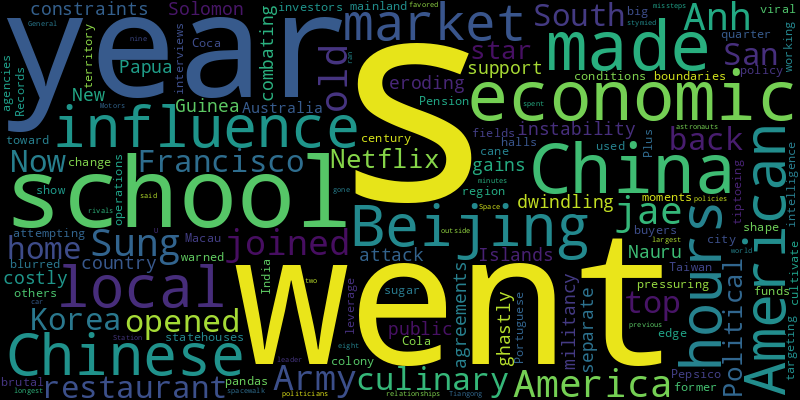 constraints
Solomon
investors
mainland
favored
market
South
big
stymied
missteps
viral
General
year
Coca
combating
Anh
quarter
territory
interviews
old
star
made
San
working
agencies
Records
Papua
New
Guinea
Australia
eroding
support
conditions
boundaries
policy
Pension
economic
nine
Motors
ran
influence
century
fields
instability
spent
Plus
back
astronauts
toward
Now
change
Francisco
Netflix
cane
halls
used
gains
region
China
tiptoeing
American
intelligence
school
operations
show
said
S
dwindling
moments
policies
attempting
rivals
gone
minutes
Space
jae
buyers
shape
home
Sung
joined
Macau
U
Beijing
hours
city
largest
blurred
country
warned
attack
outside
Islands
Nauru
Taiwan
world
costly
others
local
India
two
went
agreements
ghastly
Portuguese
militancy
separate
pressuring
top
Political
funds
targeting
cultivate
car
Korea
opened
leverage
sugar
public
edge
previous
Station
eight
Cola
statehouses
colony
Chinese
pandas
Army
culinary
America
Pepsico
former
brutal
longest
restaurant
leader
spacewalk
politicians
relationships
Tiangong